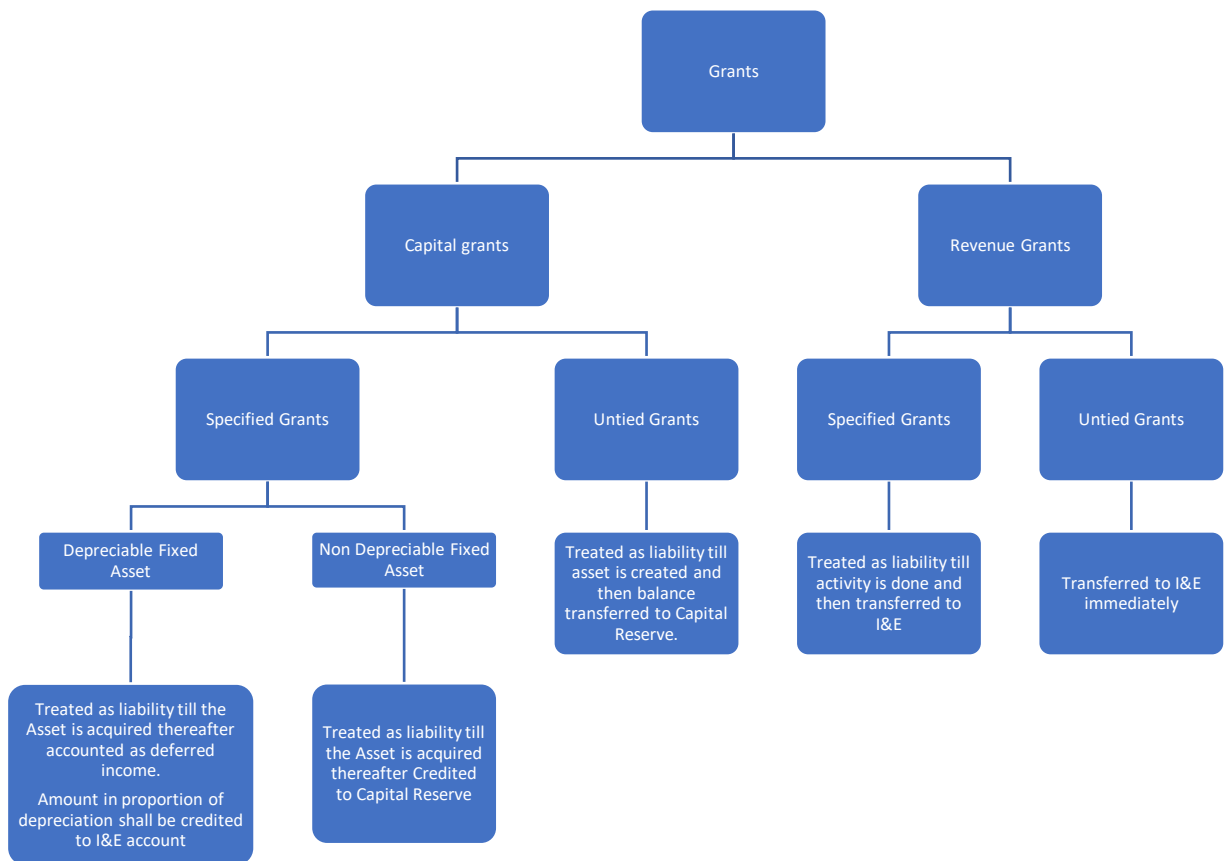 Grants
Capital grants
Revenue Grants
Specified Grants
Untied Grants
Specified Grants
Untied Grants
Depreciable Fixed
Asset
Non Depreciable Fixed
Asset
Treated as liability till
asset is created and
then balance
transferred to Capital
Reserve.
Treated as liability till
activity is done and
then transferred to
I&E
Transferred to I&E
immediately
Treated as liability till the
Asset is acquired thereafter
accounted as deferred
income.
Amount in proportion of
depreciation shall be credited
to I&E account
Treated as liability till
the Asset is acquired
thereafter Credited
to Capital Reserve